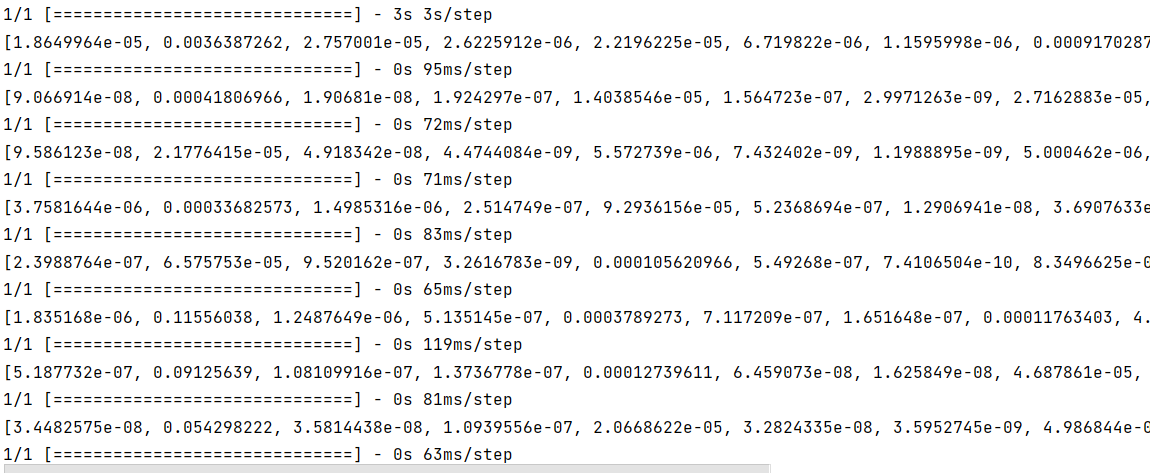 1/1 [==============================] - 3s 3s/step
[1.8649964e-05, 0.0036387262, 2.757001e-05, 2.6225912e-06, 2.2196225e-05, 6.719822e-06, 1.1595998e-06, 0.0009170287
1/1 [==============================] - 0s 95ms/step
[9.066914e-08, 0.00041806966, 1.90681e-08, 1.924297e-07, 1.4038546e-05, 1.564723e-07, 2.9971263e-09, 2.7162883e-05,
1/1 [==============================] - 0s 72ms/step
[9.586123e-08, 2.1776415e-05, 4.918342e-08, 4.4744084e-09, 5.572739e-06, 7.432402e-09, 1.1988895e-09, 5.000462e-06,
1/1 [==============================] - 0s 71ms/step
[3.7581644e-06, 0.00033682573, 1.4985316e-06, 2.514749e-07, 9.2936156e-05, 5.2368694e-07, 1.2906941e-08, 3.6907633e
1/1 [==============================] - 0s 83ms/step
[2.3988764e-07, 6.575753e-05, 9.520162e-07, 3.2616783e-09, 0.000105620966, 5.49268e-07, 7.4106504e-10, 8.3496625e-0
1/1 [==============================] - 0s 65ms/step
[1.835168e-06, 0.11556038, 1.2487649e-06, 5.135145e-07, 0.0003789273, 7.117209e-07, 1.651648e-07, 0.00011763403, 4.
1/1 [==============================] - 0s 119ms/step
[5.187732e-07, 0.09125639, 1.08109916e-07, 1.3736778e-07, 0.00012739611, 6.459073e-08, 1.625849e-08, 4.687861e-05,
1/1 [==============================] - 0s 81ms/step
[3.4482575e-08, 0.054298222, 3.5814438e-08, 1.0939556e-07, 2.0668622e-05, 3.2824335e-08, 3.5952745e-09, 4.986844e-0
1/1 [==============================] - 0s 63ms/step